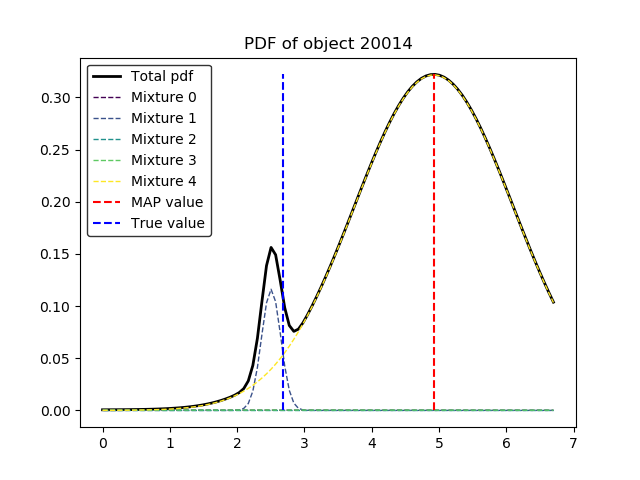 PDF of object 20014
Total pdf
Mixture 0
Mixture 1
Mixture 2
Mixture 3
Mixture 4
MAP value
True value
0.30
0.25
0.20
0.15
0.10
0.05
0.00
0 1 2 3 4 5 6 7